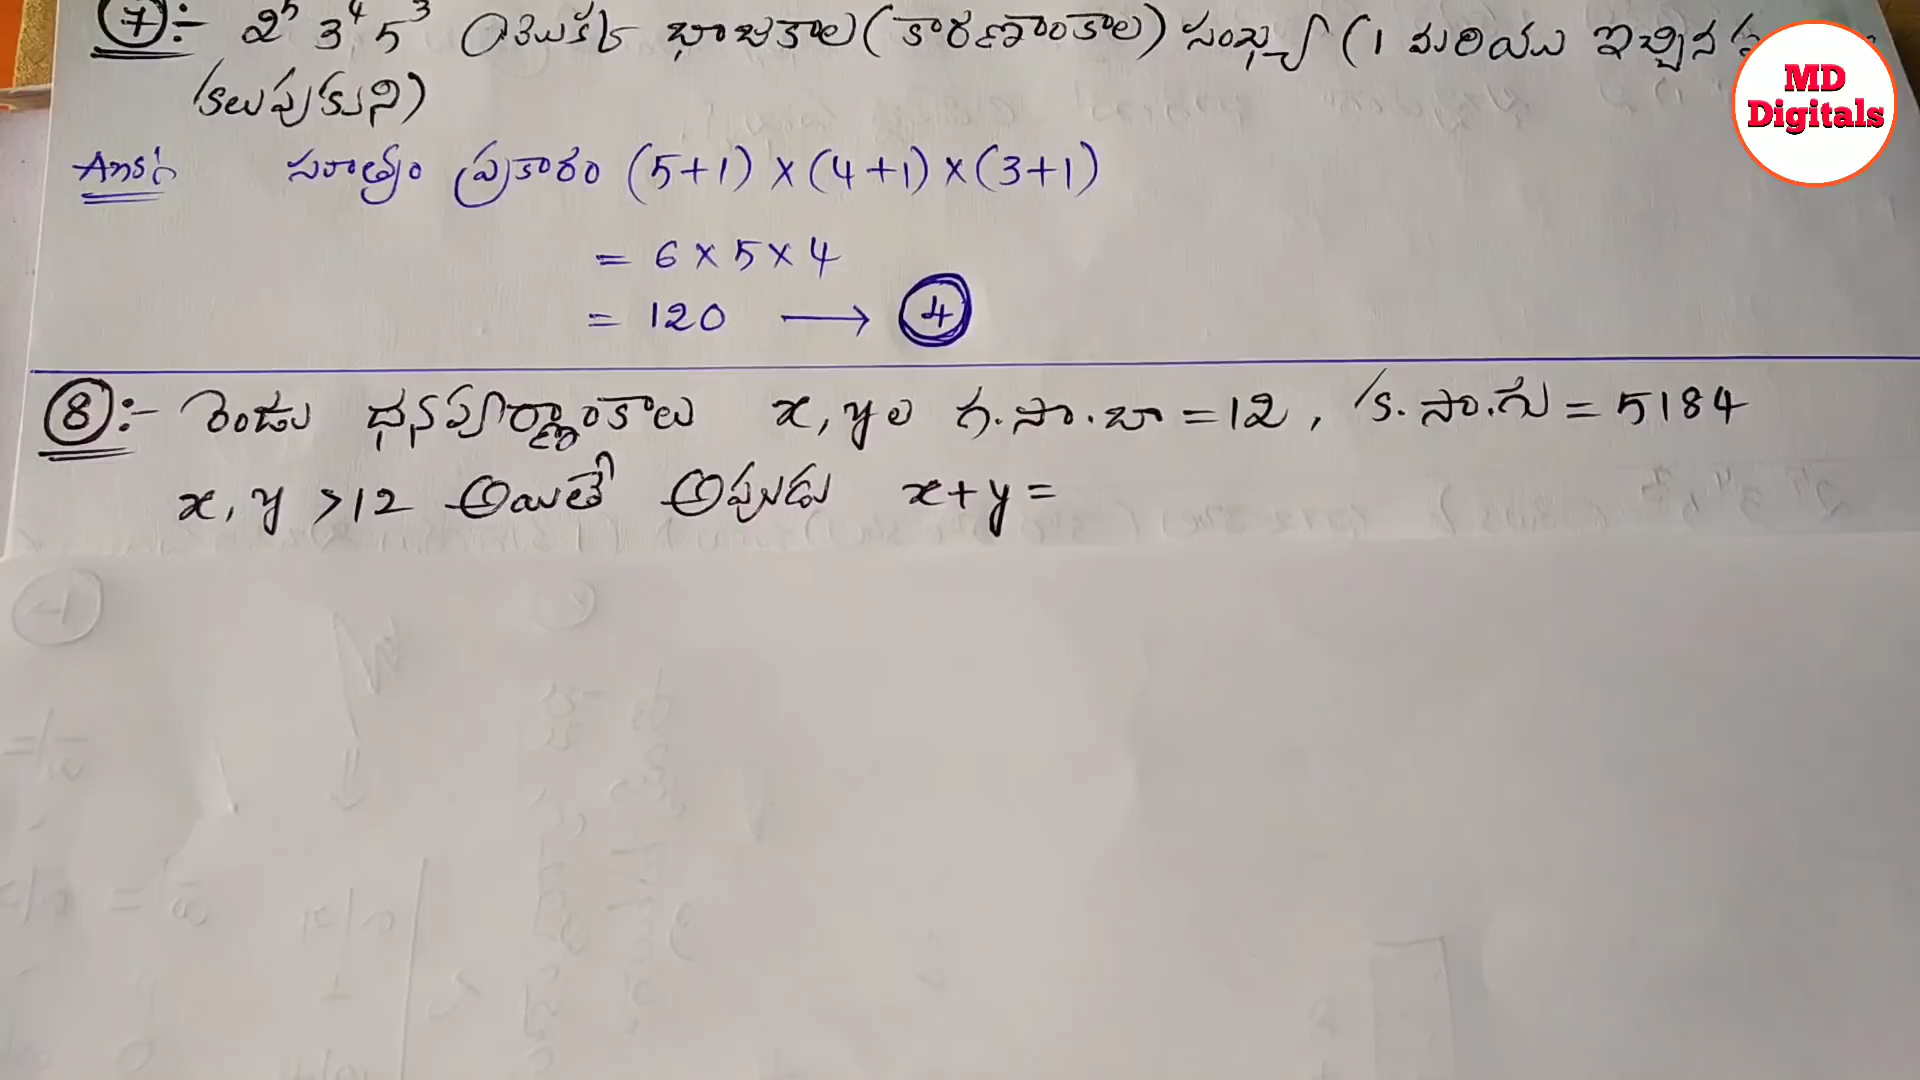 ⑦:- 2⁵ 3⁴ 5³ యొక్క భాజకాల (కారణాంకాల) సంఖ్య (1 మరియు ఇచ్చిన
కలుపుకుని)
Ans: సూత్రం ప్రకారం (5+1) × (4+1) × (3+1)
= 6 × 5 × 4
= 120 → ④
⑧:- రెండు ధనపూర్ణాంకాలు x, y ల గ.సా.భా = 12, క.సా.గు = 5184
x, y > 12 అయితే అప్పుడు x+y =
MD
Digitals